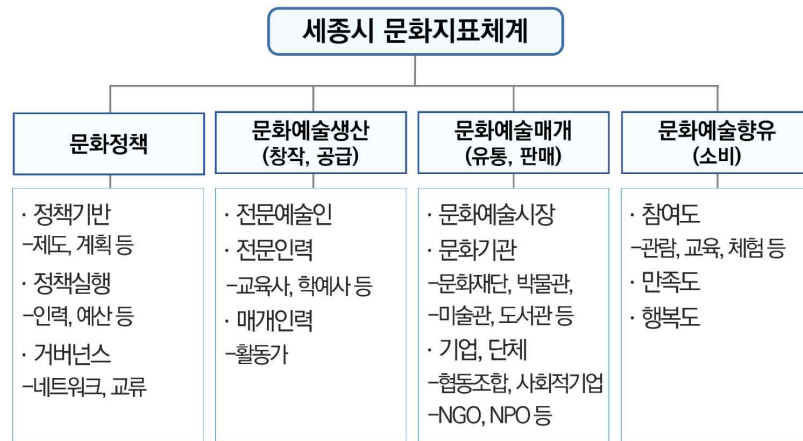 세종시 문화지표체계
문화정책
· 정책기반
-제도, 계획 등
· 정책실행
-인력, 예산 등
· 거버넌스
-네트워크, 교류
문화예술생산
(창작, 공급)
· 전문예술인
· 전문인력
-교육사, 학예사 등
· 매개인력
-활동가
문화예술매개
(유통, 판매)
· 문화예술시장
· 문화기관
-문화재단, 박물관,
-미술관, 도서관 등
· 기업, 단체
-협동조합, 사회적기업
-NGO, NPO 등
문화예술향유
(소비)
· 참여도
-관람, 교육, 체험 등
· 만족도
· 행복도